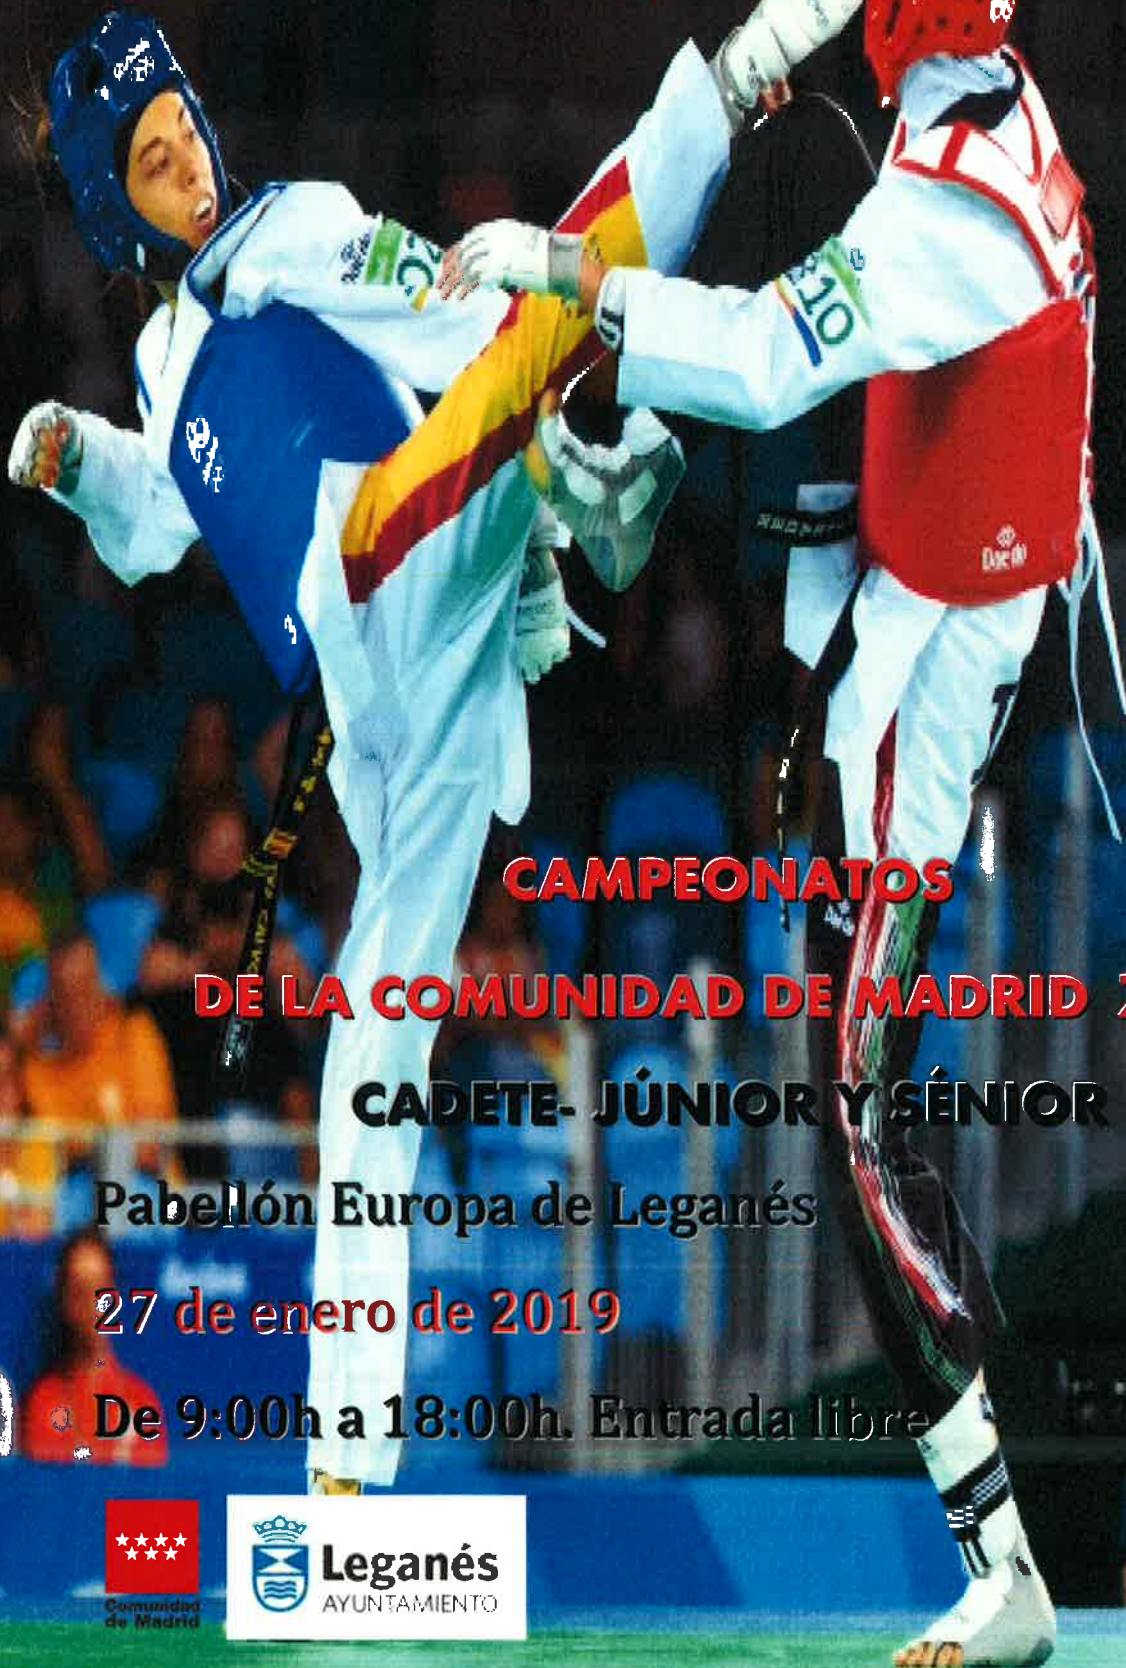 CAMPEONATOS
DE LA COMUNIDAD DE MADRID
CADETE- JÚNIOR Y SÉNIOR
Pabellón Europa de Leganés
27 de enero de 2019
De 9:00h a 18:00h. Entrada libre
Comunidad
de Madrid
Leganés
AYUNTAMIENTO